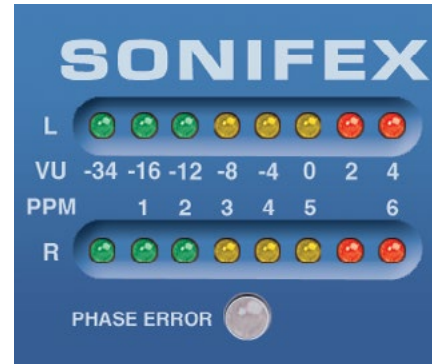 SONIFEX
L
VU -34 -16 -12 -8 -4 0 2 4
PPM 1 2 3 4 5 6
R
PHASE ERROR